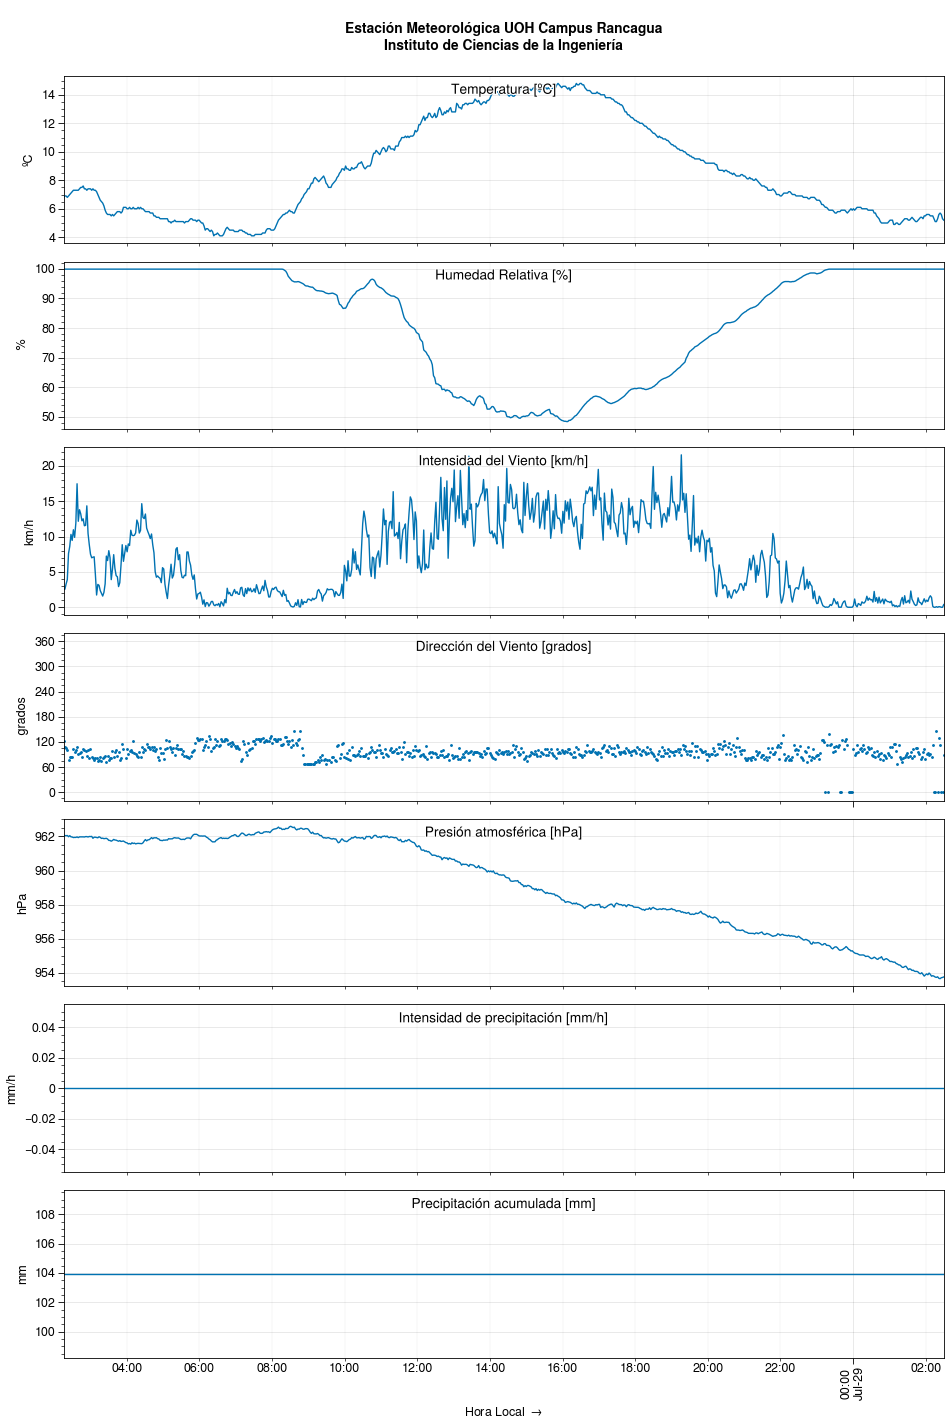 Estación Meteorológica UOH Campus Rancagua
Instituto de Ciencias de la Ingeniería
Temperatura [ºC]
14
12
10
8
6
4
ºC
Humedad Relativa [%]
100
90
80
70
60
50
%
Intensidad del Viento [km/h]
20
15
10
5
0
km/h
Dirección del Viento [grados]
360
300
240
180
120
60
0
grados
Presión atmosférica [hPa]
962
960
958
956
954
hPa
Intensidad de precipitación [mm/h]
0.04
0.02
0
−0.02
−0.04
mm/h
Precipitación acumulada [mm]
108
106
104
102
100
mm
04:00 06:00 08:00 10:00 12:00 14:00 16:00 18:00 20:00 22:00 00:00 02:00
Jul-29
Hora Local →